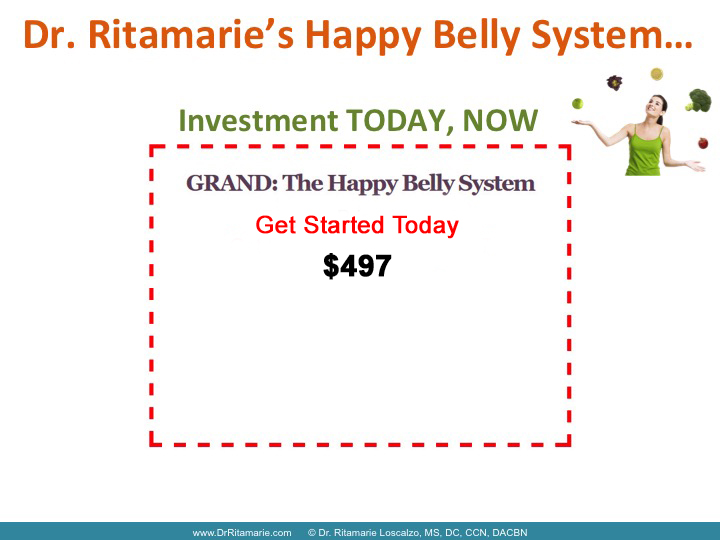 Dr. Ritamarie’s Happy Belly System…
Investment TODAY, NOW
GRAND: The Happy Belly System
Get Started Today
$497
www.DrRitamarie.com © Dr. Ritamarie Loscalzo, MS, DC, CCN, DACBN